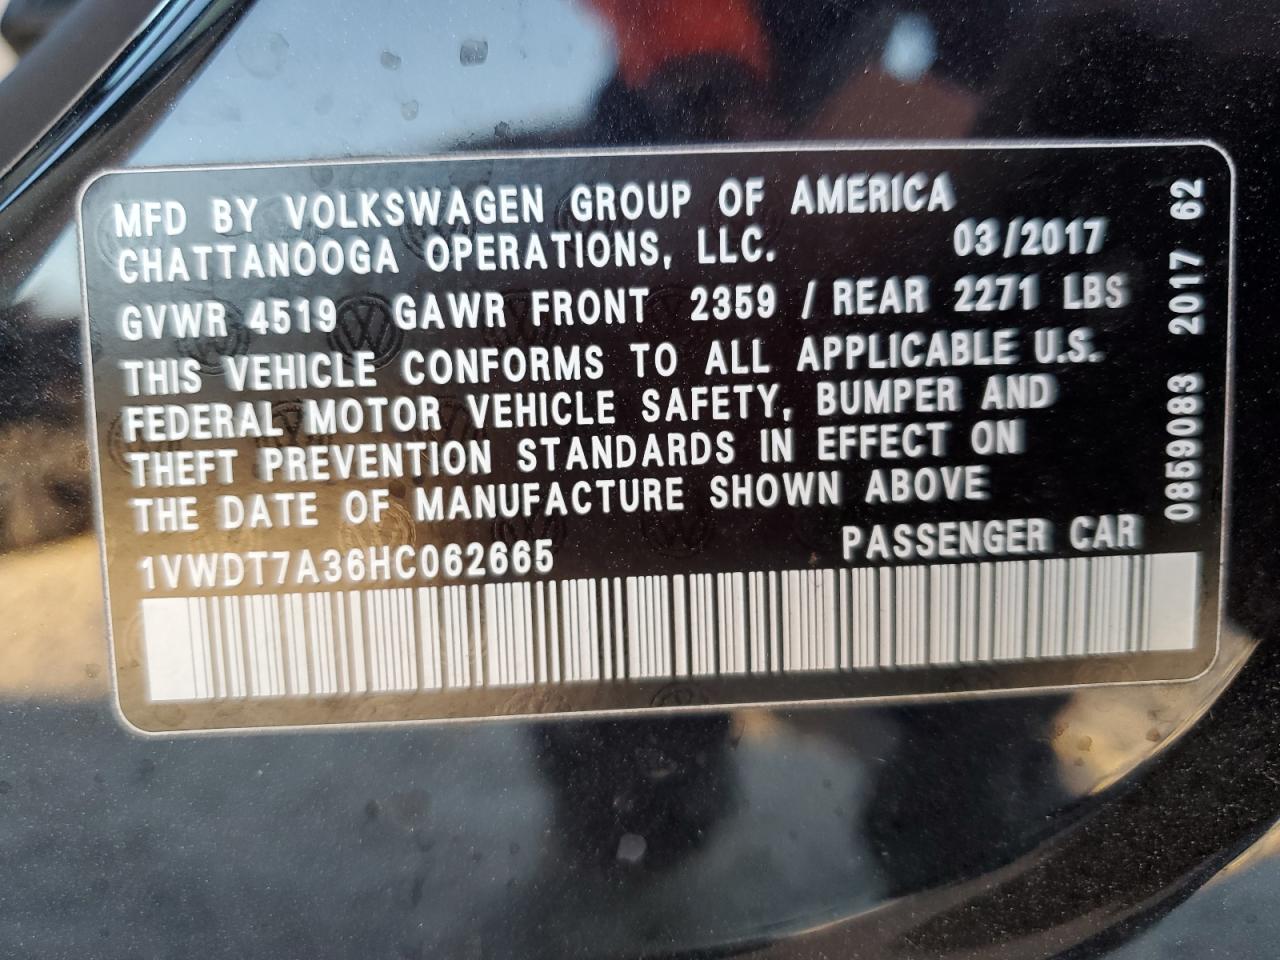 MFD BY VOLKSWAGEN GROUP OF AMERICA
CHATTANOOGA OPERATIONS, LLC. 03/2017
GVWR 4519 GAWR FRONT 2359 / REAR 2271 LBS
THIS VEHICLE CONFORMS TO ALL APPLICABLE U.S.
FEDERAL MOTOR VEHICLE SAFETY, BUMPER AND
THEFT PREVENTION STANDARDS IN EFFECT ON
THE DATE OF MANUFACTURE SHOWN ABOVE
1VWDT7A36HC062665 PASSENGER CAR
0859083 2017 62